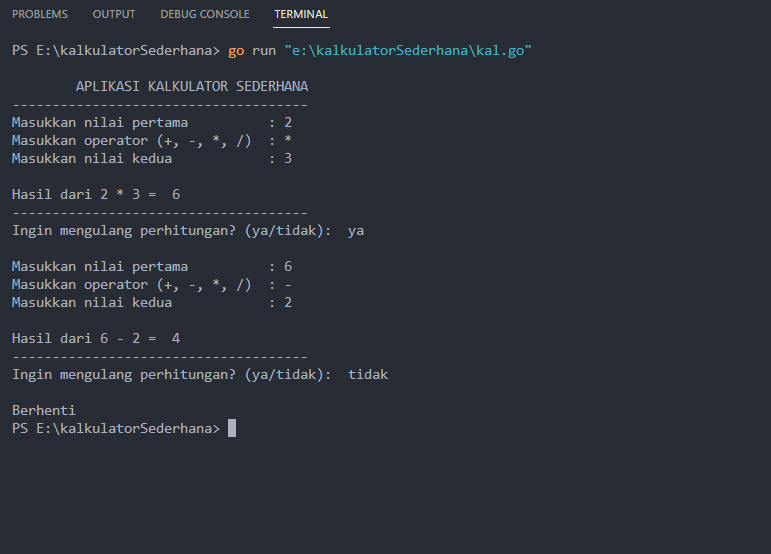 PROBLEMS OUTPUT DEBUG CONSOLE TERMINAL
PS E:\kalkulatorSederhana> go run "e:\kalkulatorSederhana\kal.go"
APLIKASI KALKULATOR SEDERHANA
-------------------------------------
Masukkan nilai pertama : 2
Masukkan operator (+, -, *, /) : *
Masukkan nilai kedua : 3
Hasil dari 2 * 3 = 6
-------------------------------------
Ingin mengulang perhitungan? (ya/tidak): ya
Masukkan nilai pertama : 6
Masukkan operator (+, -, *, /) : -
Masukkan nilai kedua : 2
Hasil dari 6 - 2 = 4
-------------------------------------
Ingin mengulang perhitungan? (ya/tidak): tidak
Berhenti
PS E:\kalkulatorSederhana>